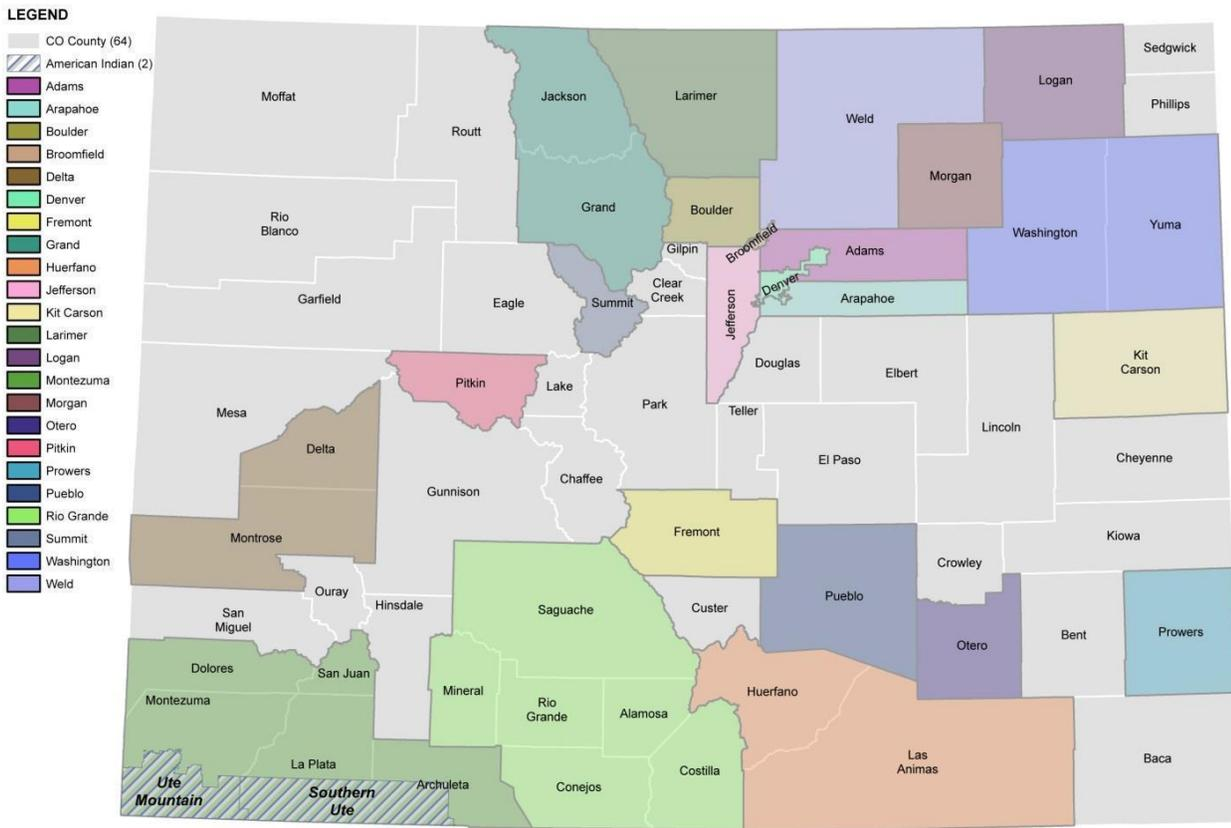 LEGEND
CO County (64)
American Indian (2)
Adams
Arapahoe
Boulder
Broomfield
Delta
Denver
Fremont
Grand
Huerfano
Jefferson
Kit Carson
Larimer
Logan
Montezuma
Morgan
Otero
Pitkin
Prowers
Pueblo
Rio Grande
Summit
Washington
Weld
Moffat
Routt
Jackson
Larimer
Weld
Logan
Sedgwick
Phillips
Rio
Blanco
Grand
Boulder
Morgan
Washington
Yuma
Broomfield
Gilpin
Adams
Garfield
Eagle
Summit
Clear
Creek
Jefferson
Denver
Arapahoe
Mesa
Pitkin
Lake
Park
Douglas
Elbert
Kit
Carson
Teller
Lincoln
Delta
Gunnison
Chaffee
El Paso
Cheyenne
Montrose
Fremont
Kiowa
Ouray
Hinsdale
Crowley
San
Miguel
Saguache
Custer
Pueblo
Otero
Bent
Prowers
Dolores
San Juan
Montezuma
Mineral
Rio
Grande
Alamosa
Huerfano
La Plata
Archuleta
Conejos
Costilla
Las
Animas
Baca
Ute
Mountain
Southern
Ute